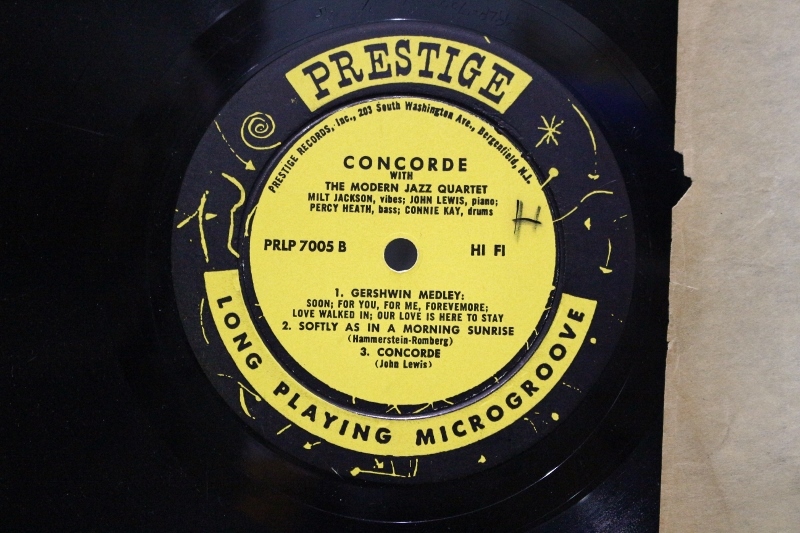 PRESTIGE
PRESTIGE RECORDS, Inc., 203 South Washington Ave., Bergenfield, N.J.
CONCORDE
WITH
THE MODERN JAZZ QUARTET
MILT JACKSON, vibes; JOHN LEWIS, piano;
PERCY HEATH, bass; CONNIE KAY, drums
H
PRLP 7005 B HI FI
1. GERSHWIN MEDLEY:
SOON; FOR YOU, FOR ME, FOREVEMORE;
LOVE WALKED IN; OUR LOVE IS HERE TO STAY
2. SOFTLY AS IN A MORNING SUNRISE
(Hammerstein-Romberg)
3. CONCORDE
(John Lewis)
LONG PLAYING MICROGROOVE